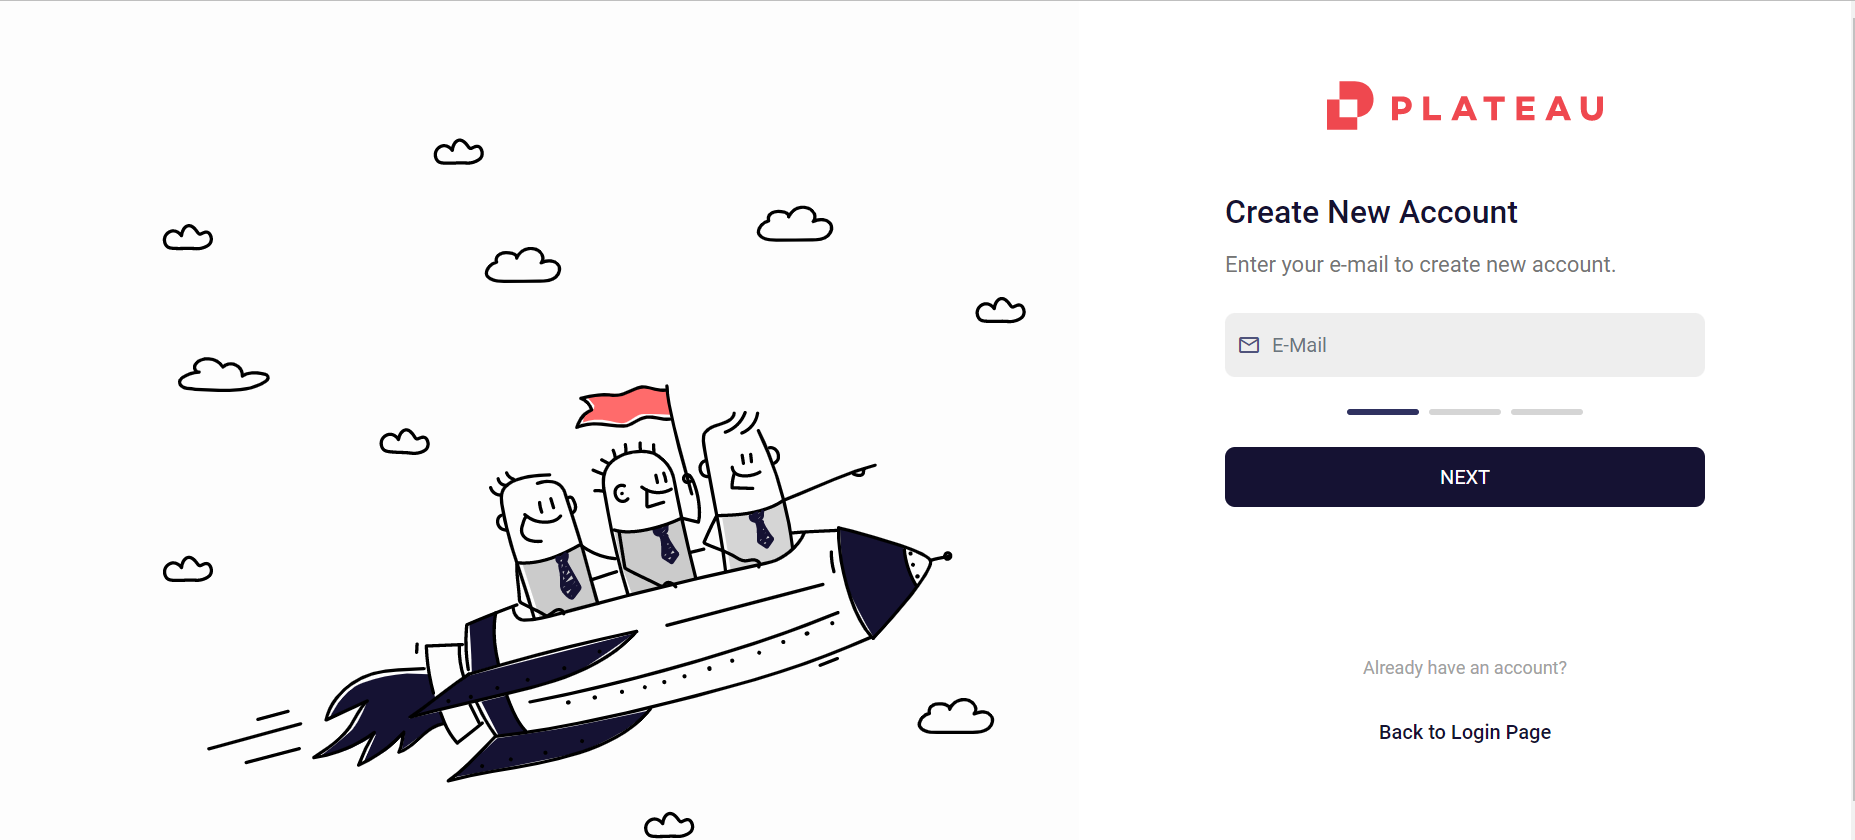 PLATEAU
Create New Account
Enter your e-mail to create new account.
E-Mail
NEXT
Already have an account?
Back to Login Page